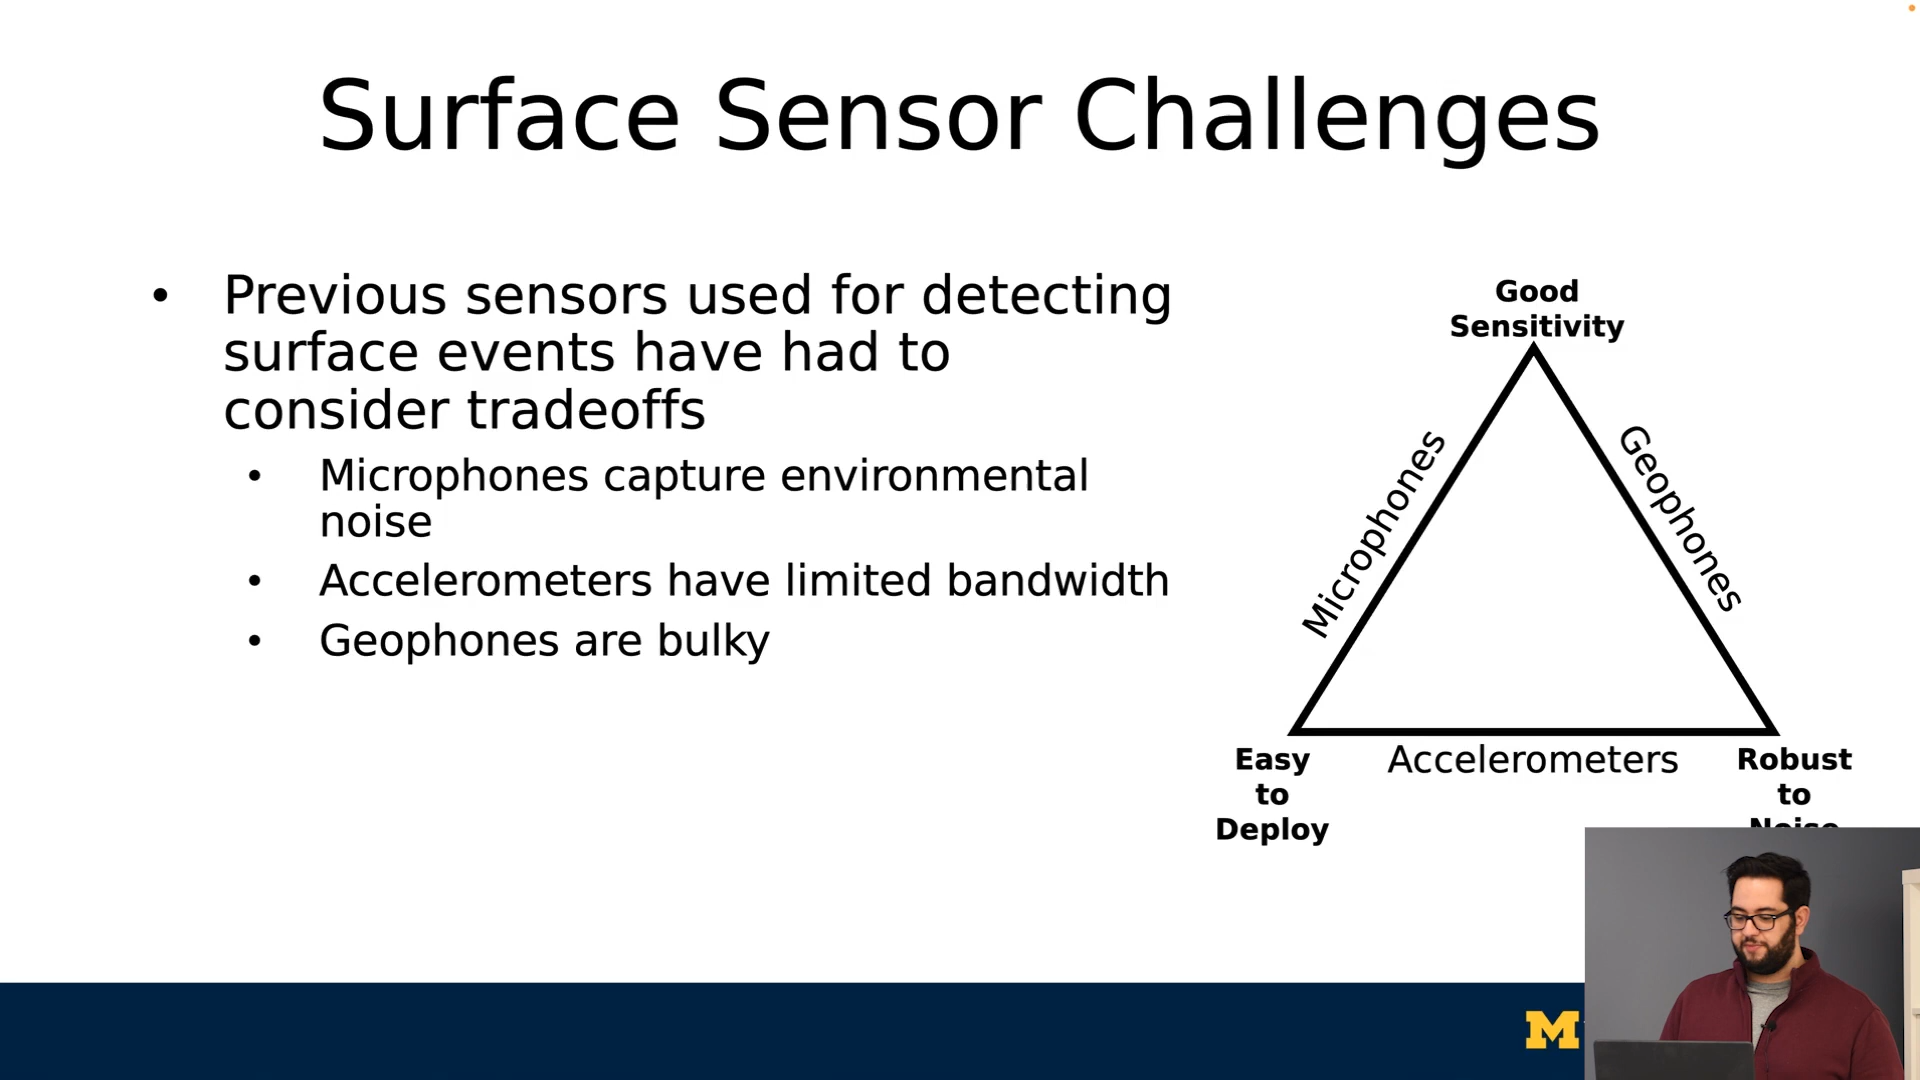 Surface Sensor Challenges
• Previous sensors used for detecting
surface events have had to
consider tradeoffs
• Microphones capture environmental
noise
• Accelerometers have limited bandwidth
• Geophones are bulky
Good
Sensitivity
Microphones
Geophones
Accelerometers
Easy
to
Deploy
Robust
to
Noise
M